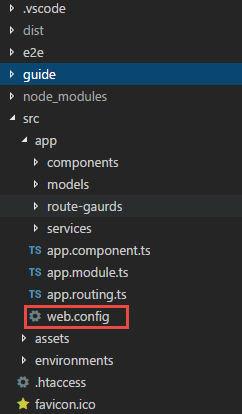 .vscode
dist
e2e
guide
node_modules
src
app
components
models
route-gaurds
services
TS app.component.ts
TS app.module.ts
TS app.routing.ts
web.config
assets
environments
.htaccess
favicon.ico